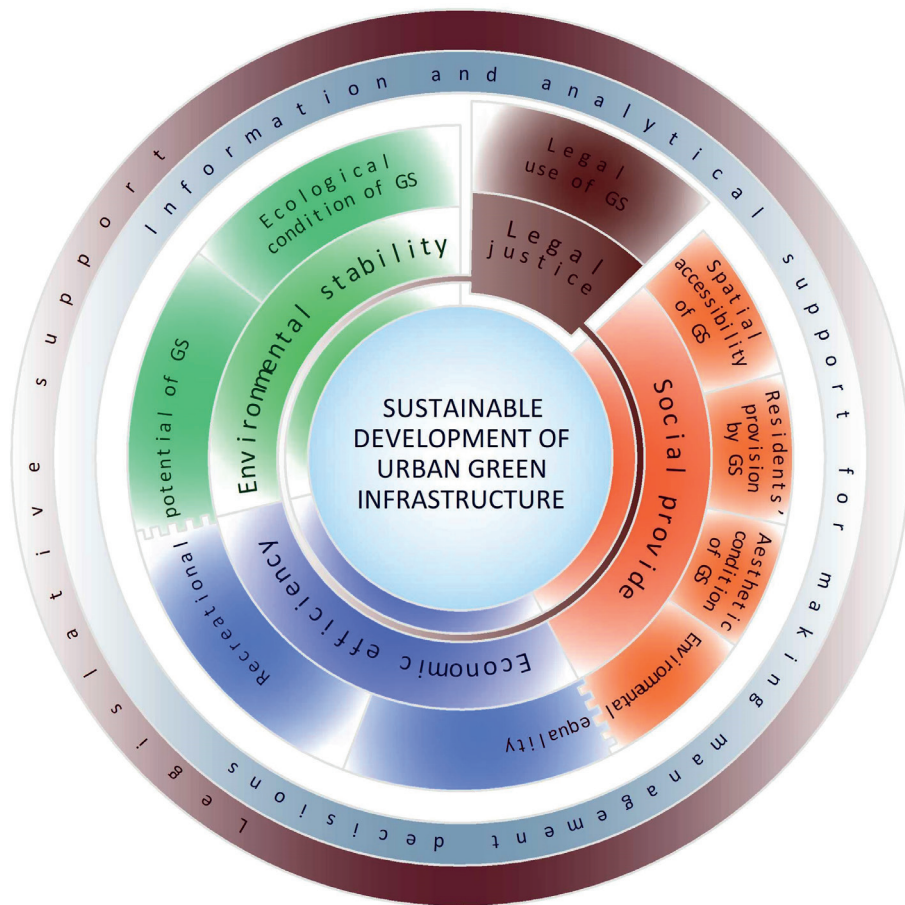 SUSTAINABLE
DEVELOPMENT OF
URBAN GREEN
INFRASTRUCTURE
Legislative support
Information and analytical support for making management decisions
Legal
use of GS
Legal
justice
Ecological
condition of GS
Environmental stability
Recreational potential of GS
Economic efficiency
Social provide
Spatial
accessibility
of GS
Residents’
provision
by GS
Aesthetic
condition
of GS
Environmental equality